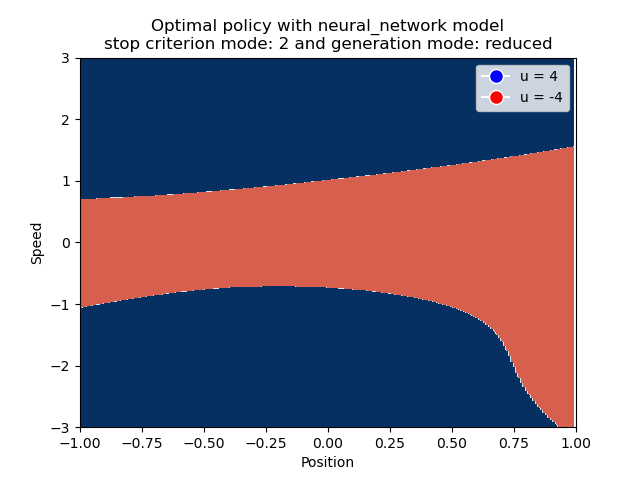 Optimal policy with neural_network model
stop criterion mode: 2 and generation mode: reduced
u = 4
u = -4
3
2
1
0
−1
−2
−3
Speed
−1.00 −0.75 −0.50 −0.25 0.00 0.25 0.50 0.75 1.00
Position